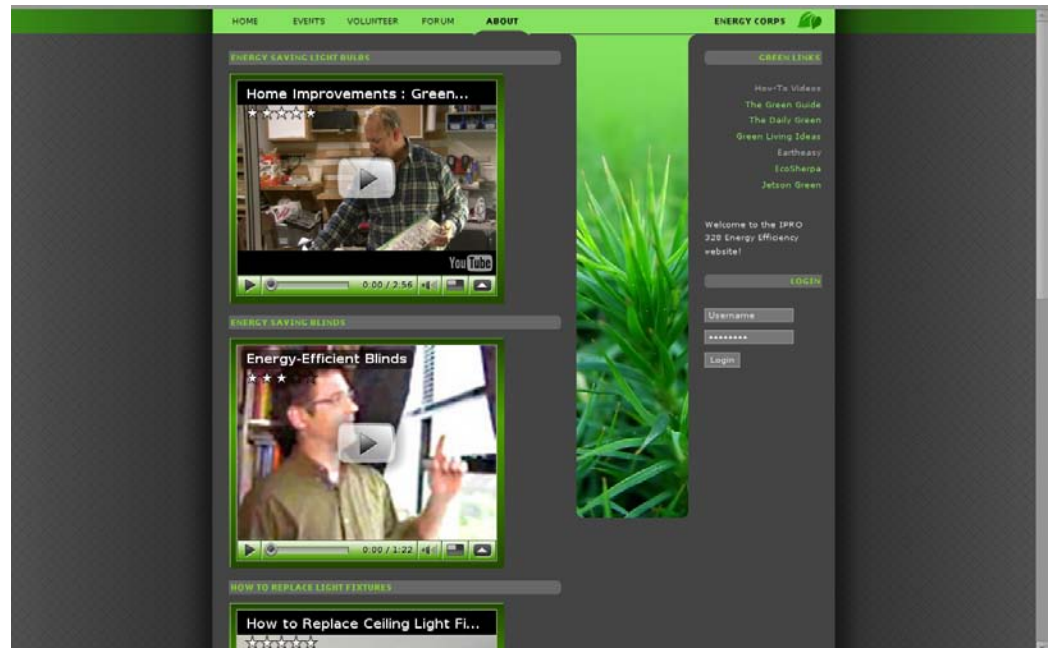 HOME EVENTS VOLUNTEER FORUM ABOUT ENERGY CORPS
ENERGY SAVING LIGHT BULBS
Home Improvements : Green...
YouTube
0:00 / 2:56
ENERGY SAVING BLINDS
Energy-Efficient Blinds
0:00 / 1:22
HOW TO REPLACE LIGHT FIXTURES
How to Replace Ceiling Light Fi...
GREEN LINKS
How-To Videos
The Green Guide
The Daily Green
Green Living Ideas
Eartheasy
EcoSherpa
Jetson Green
Welcome to the IPRO
328 Energy Efficiency
website!
LOGIN
Username
••••••••
Login